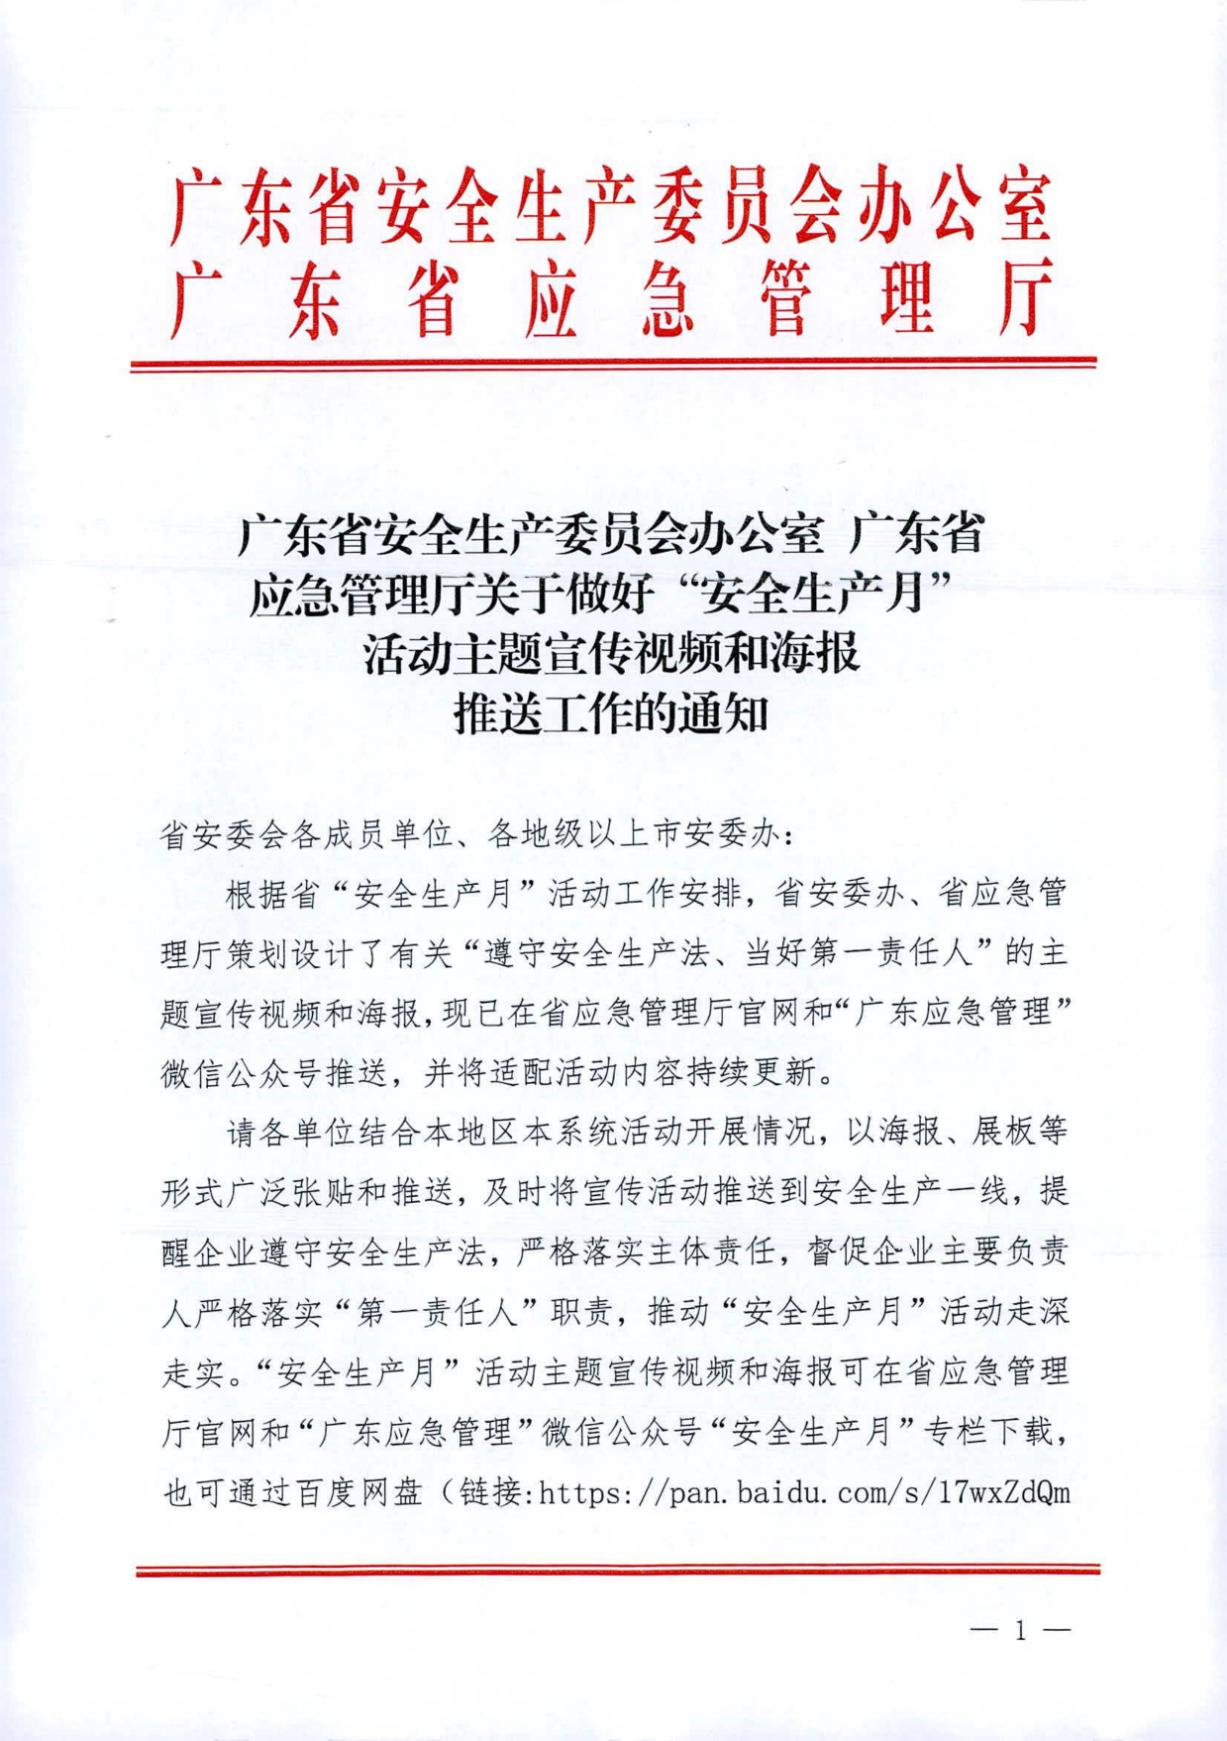 广东省安全生产委员会办公室
广东省应急管理厅
广东省安全生产委员会办公室 广东省
应急管理厅关于做好“安全生产月”
活动主题宣传视频和海报
推送工作的通知
省安委会各成员单位、各地级以上市安委办：
根据省“安全生产月”活动工作安排，省安委办、省应急管
理厅策划设计了有关“遵守安全生产法、当好第一责任人”的主
题宣传视频和海报，现已在省应急管理厅官网和“广东应急管理”
微信公众号推送，并将适配活动内容持续更新。
请各单位结合本地区本系统活动开展情况，以海报、展板等
形式广泛张贴和推送，及时将宣传活动推送到安全生产一线，提
醒企业遵守安全生产法，严格落实主体责任，督促企业主要负责
人严格落实“第一责任人”职责，推动“安全生产月”活动走深
走实。“安全生产月”活动主题宣传视频和海报可在省应急管理
厅官网和“广东应急管理”微信公众号“安全生产月”专栏下载，
也可通过百度网盘（链接:https://pan.baidu.com/s/17wxZdQm
— 1 —